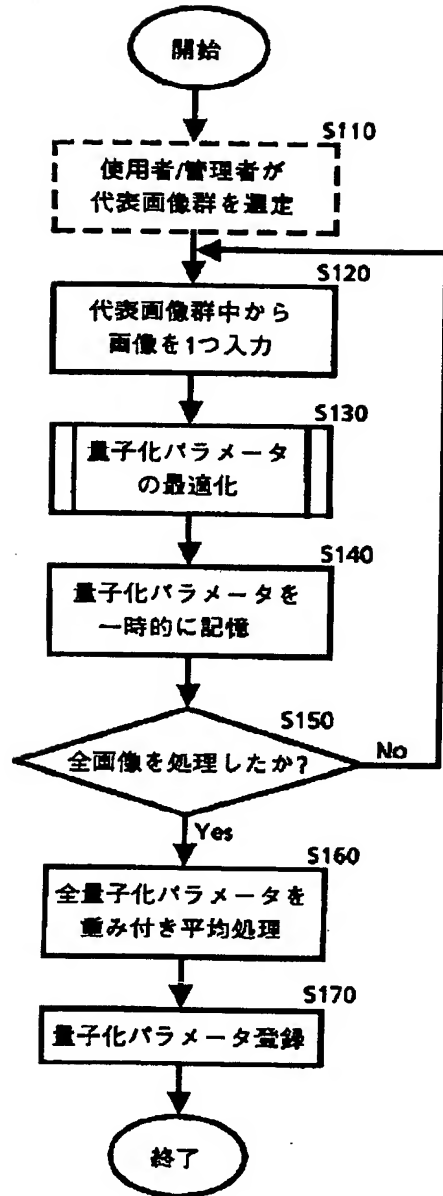 開始
S110
使用者/管理者が
代表画像群を選定
S120
代表画像群中から
画像を1つ入力
S130
量子化パラメータ
の最適化
S140
量子化パラメータを
一時的に記憶
S150
全画像を処理したか?
No
Yes
S160
全量子化パラメータを
重み付き平均処理
S170
量子化パラメータ登録
終了